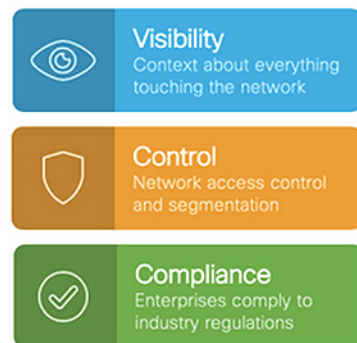 Visibility
Context about everything
touching the network
Control
Network access control
and segmentation
Compliance
Enterprises comply to
industry regulations